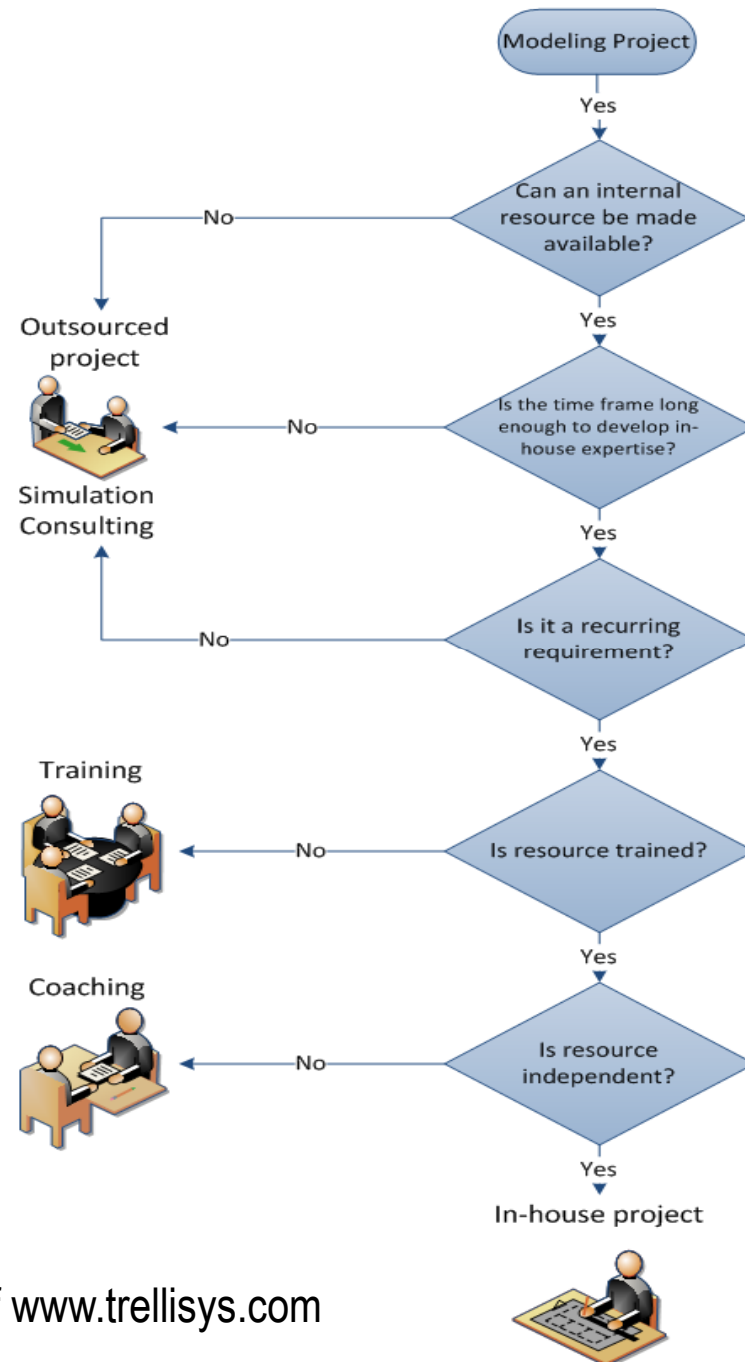 Modeling Project
Yes
Can an internal
resource be made
available?
No
Yes
Outsourced
project
Is the time frame long
enough to develop in-
house expertise?
No
Simulation
Consulting
Yes
Is it a recurring
requirement?
No
Yes
Training
Is resource trained?
No
Yes
Coaching
Is resource
independent?
No
Yes
In-house project
www.trellisys.com